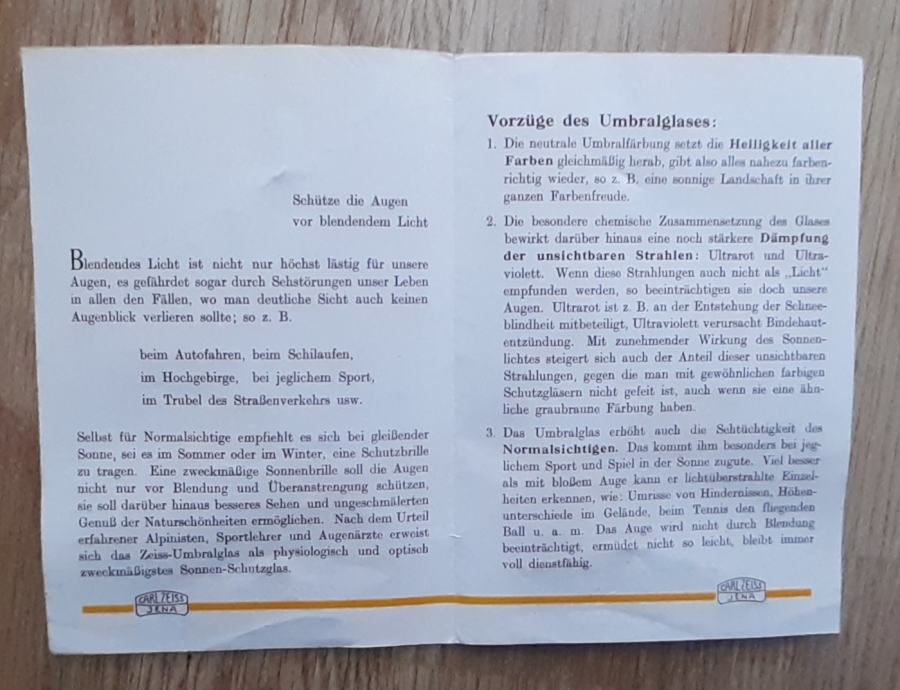 Schütze die Augen
vor blendendem Licht
Blendendes Licht ist nicht nur höchst lästig für unsere
Augen, es gefährdet sogar durch Sehstörungen unser Leben
in allen den Fällen, wo man deutliche Sicht auch keinen
Augenblick verlieren sollte; so z. B.
beim Autofahren, beim Schilaufen,
im Hochgebirge, bei jeglichem Sport,
im Trubel des Straßenverkehrs usw.
Selbst für Normalsichtige empfiehlt es sich bei gleißender
Sonne, sei es im Sommer oder im Winter, eine Schutzbrille
zu tragen. Eine zweckmäßige Sonnenbrille soll die Augen
nicht nur vor Blendung und Überanstrengung schützen,
sie soll darüber hinaus besseres Sehen und ungeschmälerten
Genuß der Naturschönheiten ermöglichen. Nach dem Urteil
erfahrener Alpinisten, Sportlehrer und Augenärzte erweist
sich das Zeiss-Umbralglas als physiologisch und optisch
zweckmäßigstes Sonnen-Schutzglas.
CARL ZEISS
JENA
Vorzüge des Umbralglases:
1. Die neutrale Umbralfärbung setzt die Helligkeit aller
Farben gleichmäßig herab, gibt also alles nahezu farben-
richtig wieder, so z. B. eine sonnige Landschaft in ihrer
ganzen Farbenfreude.
2. Die besondere chemische Zusammensetzung des Glases
bewirkt darüber hinaus eine noch stärkere Dämpfung
der unsichtbaren Strahlen: Ultrarot und Ultra-
violett. Wenn diese Strahlungen auch nicht als „Licht“
empfunden werden, so beeinträchtigen sie doch unsere
Augen. Ultrarot ist z. B. an der Entstehung der Schnee-
blindheit mitbeteiligt, Ultraviolett verursacht Bindehaut-
entzündung. Mit zunehmender Wirkung des Sonnen-
lichtes steigert sich auch der Anteil dieser unsichtbaren
Strahlungen, gegen die man mit gewöhnlichen farbigen
Schutzgläsern nicht gefeit ist, auch wenn sie eine ähn-
liche graubraune Färbung haben.
3. Das Umbralglas erhöht auch die Sehtüchtigkeit des
Normalsichtigen. Das kommt ihm besonders bei jeg-
lichem Sport und Spiel in der Sonne zugute. Viel besser
als mit bloßem Auge kann er lichtüberstrahlte Einzel-
heiten erkennen, wie: Umrisse von Hindernissen, Höhen-
unterschiede im Gelände, beim Tennis den fliegenden
Ball u. a. m. Das Auge wird nicht durch Blendung
beeinträchtigt, ermüdet nicht so leicht, bleibt immer
voll dienstfähig.
CARL ZEISS
JENA